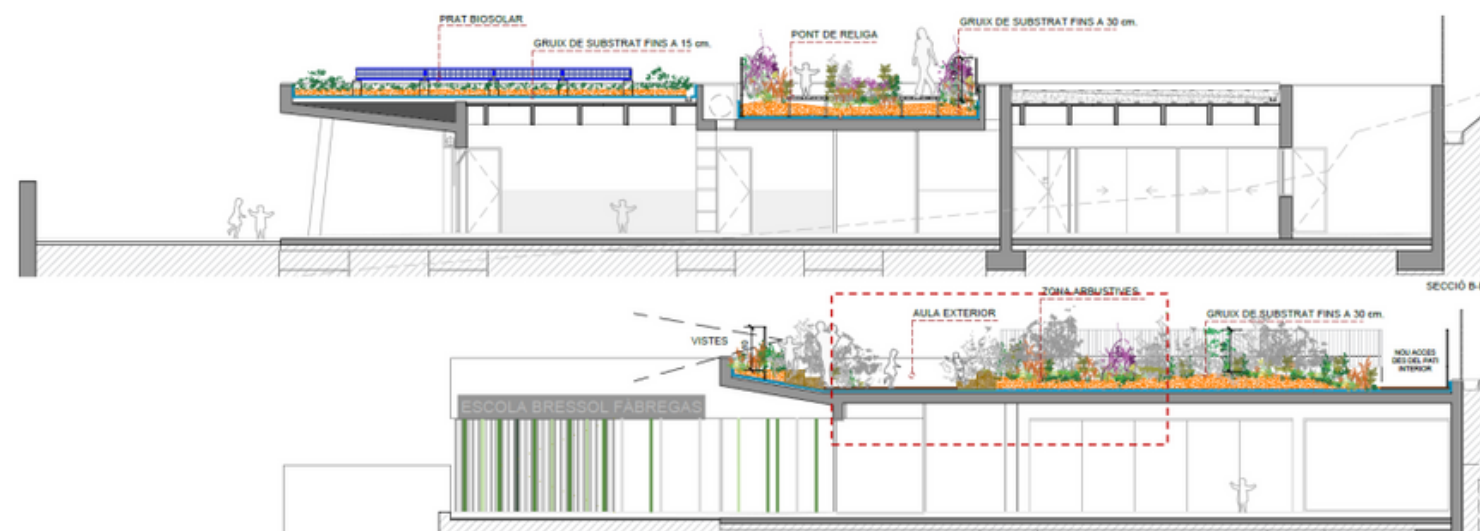 PRAT BIOSOLAR
GRUIX DE SUBSTRAT FINS A 15 cm.
PONT DE RELIGA
GRUIX DE SUBSTRAT FINS A 30 cm.
SECCIÓ B-
ZONA ARBUSTIVES
AULA EXTERIOR
GRUIX DE SUBSTRAT FINS A 30 cm.
VISTES
NOU ACCÉS
DES DEL PATI
INTERIOR
ESCOLA BRESSOL FÀBREGAS